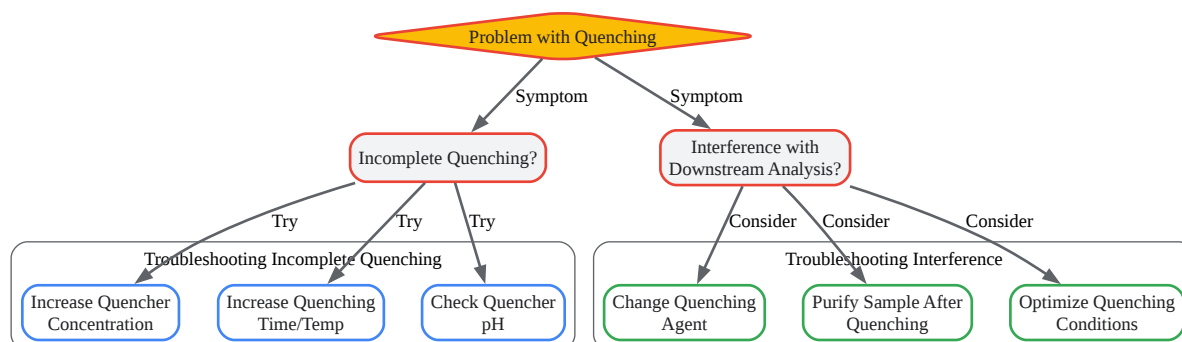 Problem with Quenching
Symptom
Symptom
Incomplete Quenching?
Interference with
Downstream Analysis?
Try
Try
Try
Consider
Consider
Consider
Troubleshooting Incomplete Quenching
Troubleshooting Interference
Increase Quencher
Concentration
Increase Quenching
Time/Temp
Check Quencher
pH
Change Quenching
Agent
Purify Sample After
Quenching
Optimize Quenching
Conditions